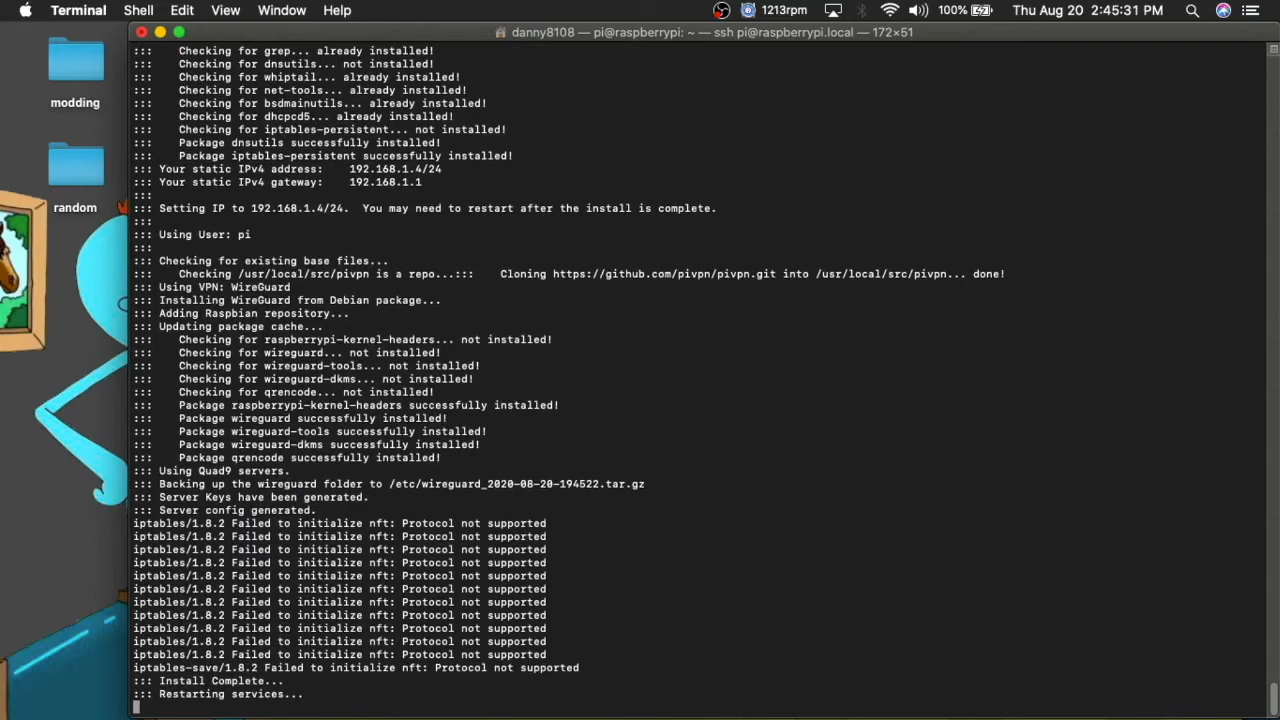 Terminal Shell Edit View Window Help 1213rpm 100% Thu Aug 20 2:45:31 PM
danny8108 — pi@raspberrypi: ~ — ssh pi@raspberrypi.local — 172×51
modding
random
:::    Checking for grep... already installed!
:::    Checking for dnsutils... not installed!
:::    Checking for whiptail... already installed!
:::    Checking for net-tools... already installed!
:::    Checking for bsdmainutils... already installed!
:::    Checking for dhcpcd5... already installed!
:::    Checking for iptables-persistent... not installed!
:::    Package dnsutils successfully installed!
:::    Package iptables-persistent successfully installed!
::: Your static IPv4 address:    192.168.1.4/24
::: Your static IPv4 gateway:    192.168.1.1
:::
::: Setting IP to 192.168.1.4/24.  You may need to restart after the install is complete.
:::
::: Using User: pi
:::
::: Checking for existing base files...
:::    Checking /usr/local/src/pivpn is a repo...:::    Cloning https://github.com/pivpn/pivpn.git into /usr/local/src/pivpn... done!
::: Using VPN: WireGuard
::: Installing WireGuard from Debian package...
::: Adding Raspbian repository...
::: Updating package cache...
:::    Checking for raspberrypi-kernel-headers... not installed!
:::    Checking for wireguard... not installed!
:::    Checking for wireguard-tools... not installed!
:::    Checking for wireguard-dkms... not installed!
:::    Checking for qrencode... not installed!
:::    Package raspberrypi-kernel-headers successfully installed!
:::    Package wireguard successfully installed!
:::    Package wireguard-tools successfully installed!
:::    Package wireguard-dkms successfully installed!
:::    Package qrencode successfully installed!
::: Using Quad9 servers.
::: Backing up the wireguard folder to /etc/wireguard_2020-08-20-194522.tar.gz
::: Server Keys have been generated.
::: Server config generated.
iptables/1.8.2 Failed to initialize nft: Protocol not supported
iptables/1.8.2 Failed to initialize nft: Protocol not supported
iptables/1.8.2 Failed to initialize nft: Protocol not supported
iptables/1.8.2 Failed to initialize nft: Protocol not supported
iptables/1.8.2 Failed to initialize nft: Protocol not supported
iptables/1.8.2 Failed to initialize nft: Protocol not supported
iptables/1.8.2 Failed to initialize nft: Protocol not supported
iptables/1.8.2 Failed to initialize nft: Protocol not supported
iptables/1.8.2 Failed to initialize nft: Protocol not supported
iptables/1.8.2 Failed to initialize nft: Protocol not supported
iptables/1.8.2 Failed to initialize nft: Protocol not supported
iptables-save/1.8.2 Failed to initialize nft: Protocol not supported
::: Install Complete...
::: Restarting services...